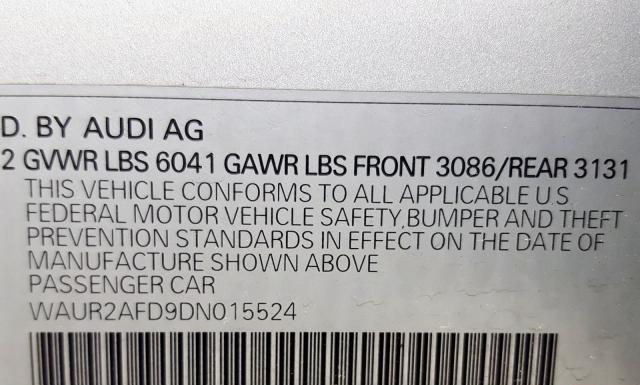 D. BY AUDI AG
2 GVWR LBS 6041 GAWR LBS FRONT 3086/REAR 3131
THIS VEHICLE CONFORMS TO ALL APPLICABLE U.S
FEDERAL MOTOR VEHICLE SAFETY,BUMPER AND THEFT
PREVENTION STANDARDS IN EFFECT ON THE DATE OF
MANUFACTURE SHOWN ABOVE
PASSENGER CAR
WAUR2AFD9DN015524